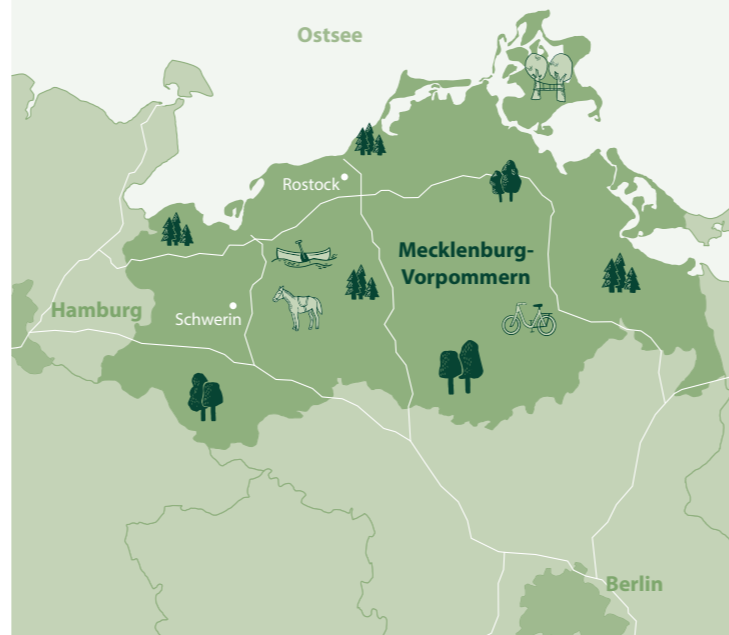 Ostsee
Rostock
Mecklenburg-
Vorpommern
Hamburg
Schwerin
Berlin